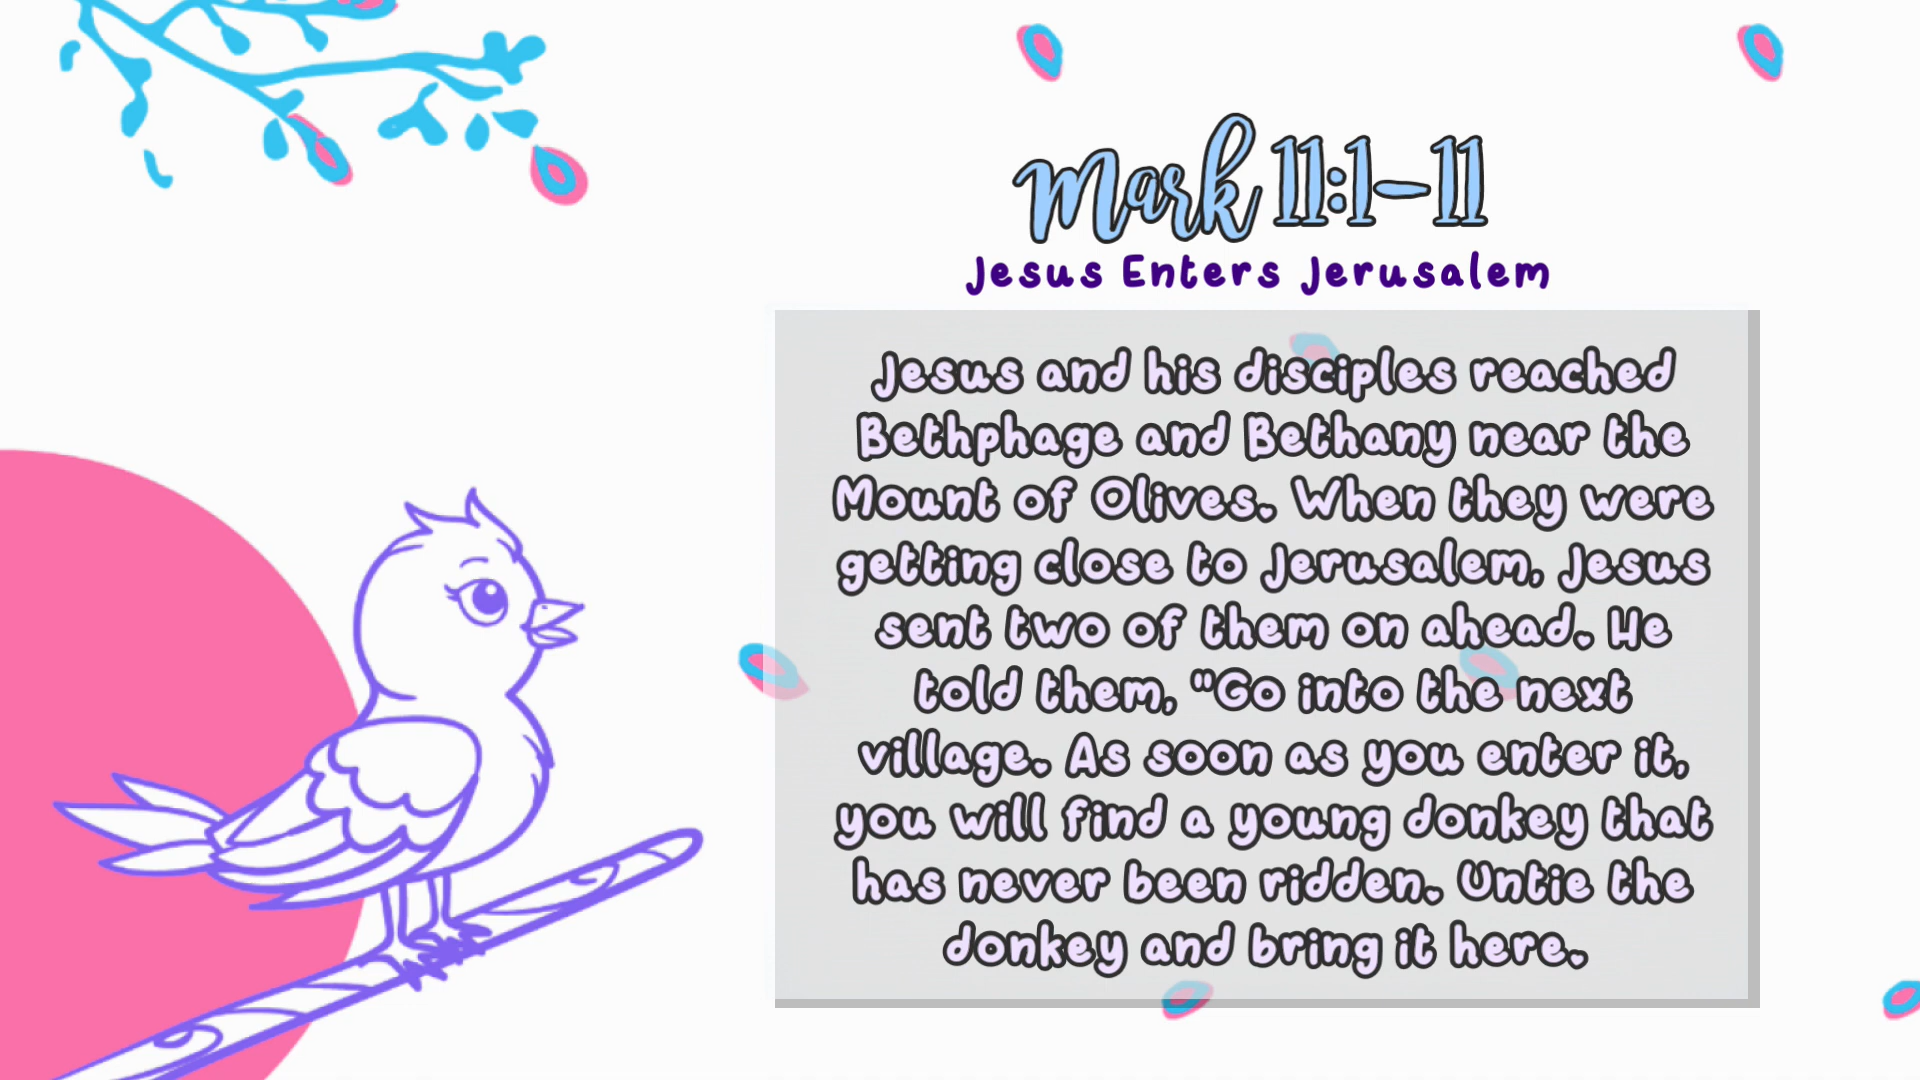 Mark 11:1-11
Jesus Enters Jerusalem
Jesus and his disciples reached
Bethphage and Bethany near the
Mount of Olives. When they were
getting close to Jerusalem, Jesus
sent two of them on ahead. He
told them, "Go into the next
village. As soon as you enter it,
you will find a young donkey that
has never been ridden. Untie the
donkey and bring it here.